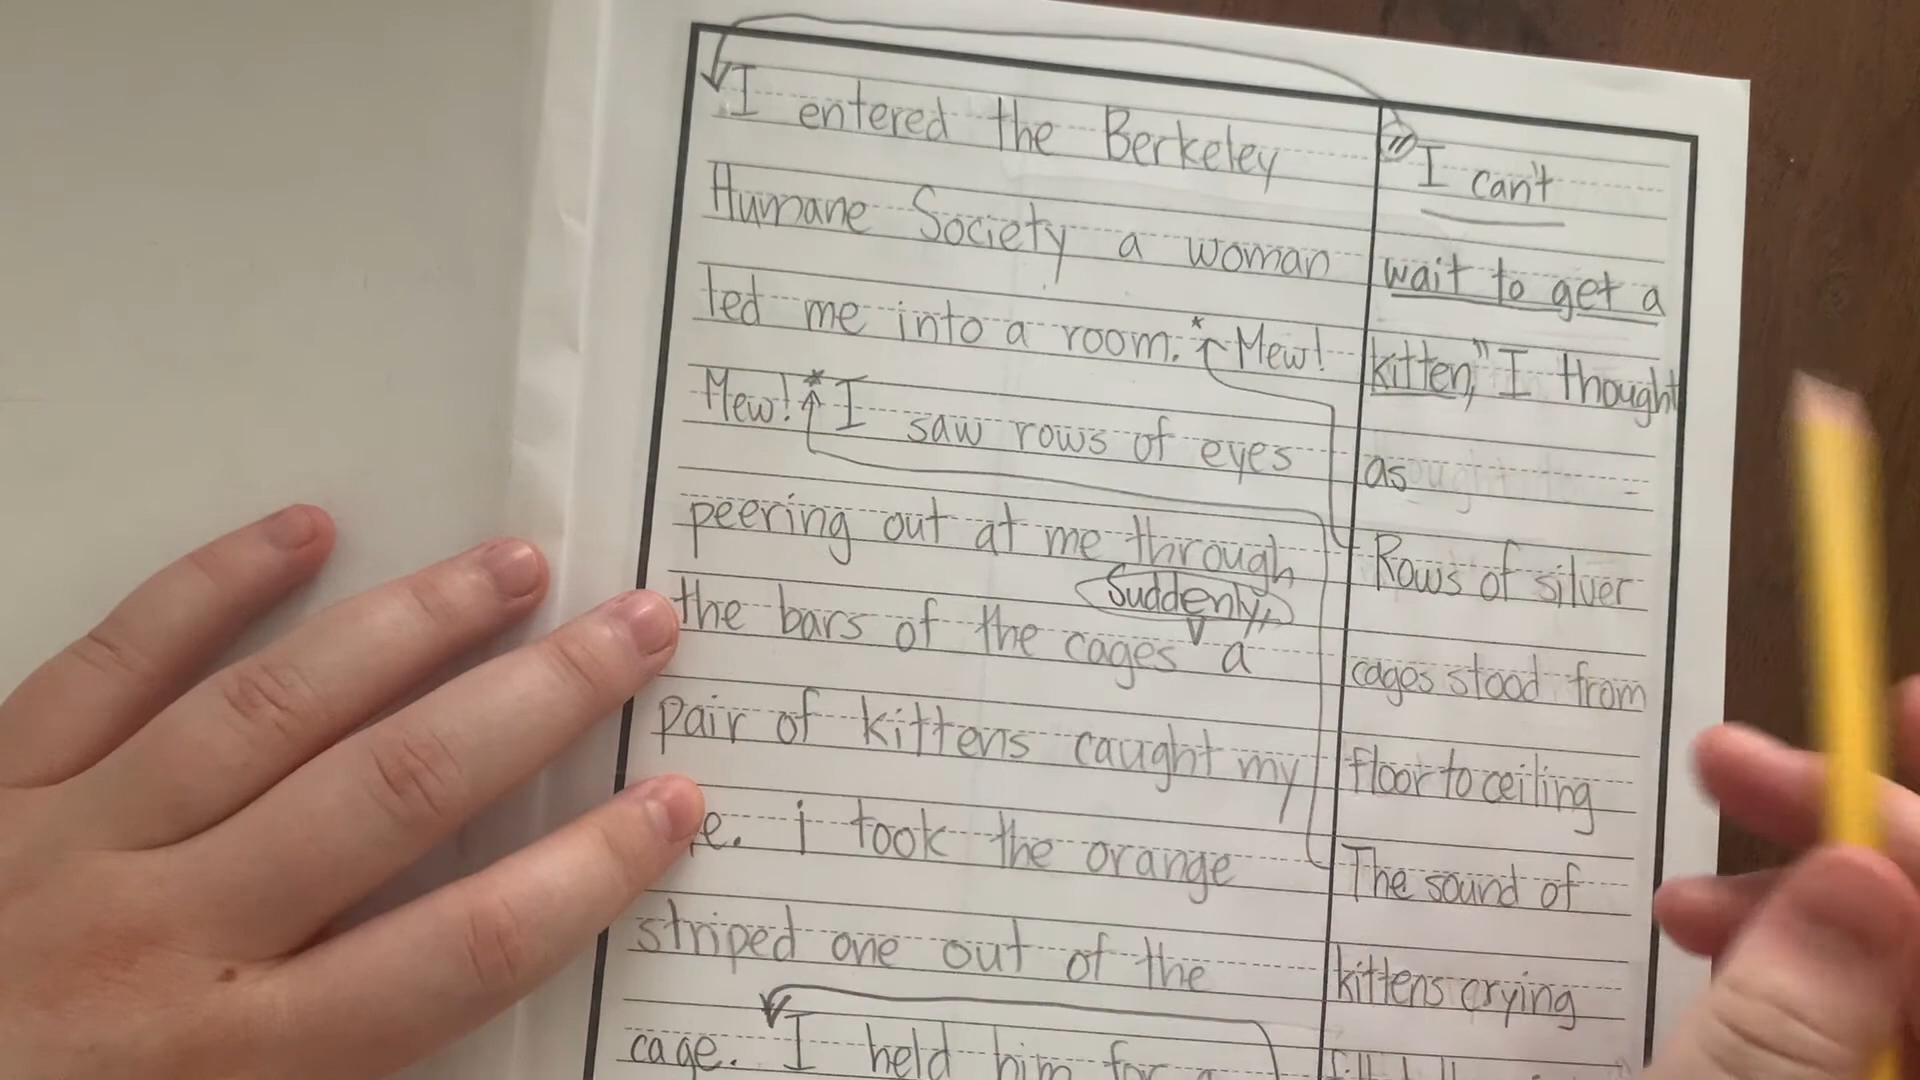 I entered the Berkeley
Humane Society a woman
led me into a room. * Mew!
Mew! * I saw rows of eyes
peering out at me through
Suddenly,
the bars of the cages a
pair of kittens caught my
e. i took the orange
striped one out of the
cage. I held him for a
" I can't
wait to get a
kitten," I thought
as
Rows of silver
cages stood from
floor to ceiling
The sound of
kittens crying